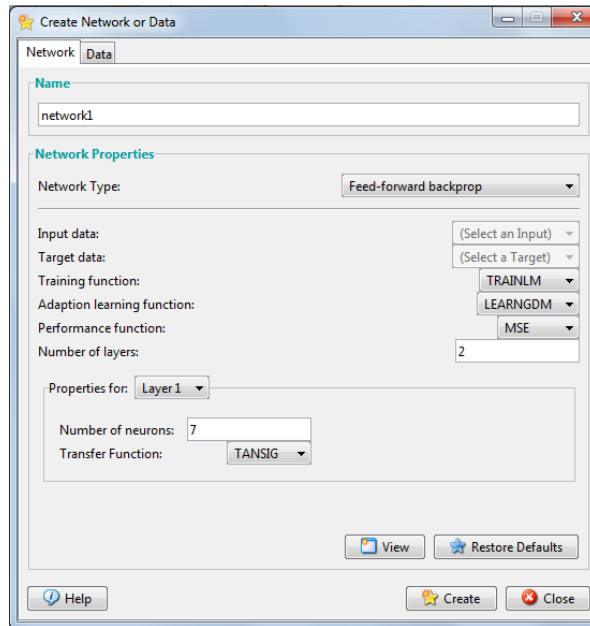 Create Network or Data
Network Data
Name
network1
Network Properties
Network Type: Feed-forward backprop
Input data: (Select an Input)
Target data: (Select a Target)
Training function: TRAINLM
Adaption learning function: LEARNGDM
Performance function: MSE
Number of layers: 2
Properties for: Layer 1
Number of neurons: 7
Transfer Function: TANSIG
View Restore Defaults
Help Create Close